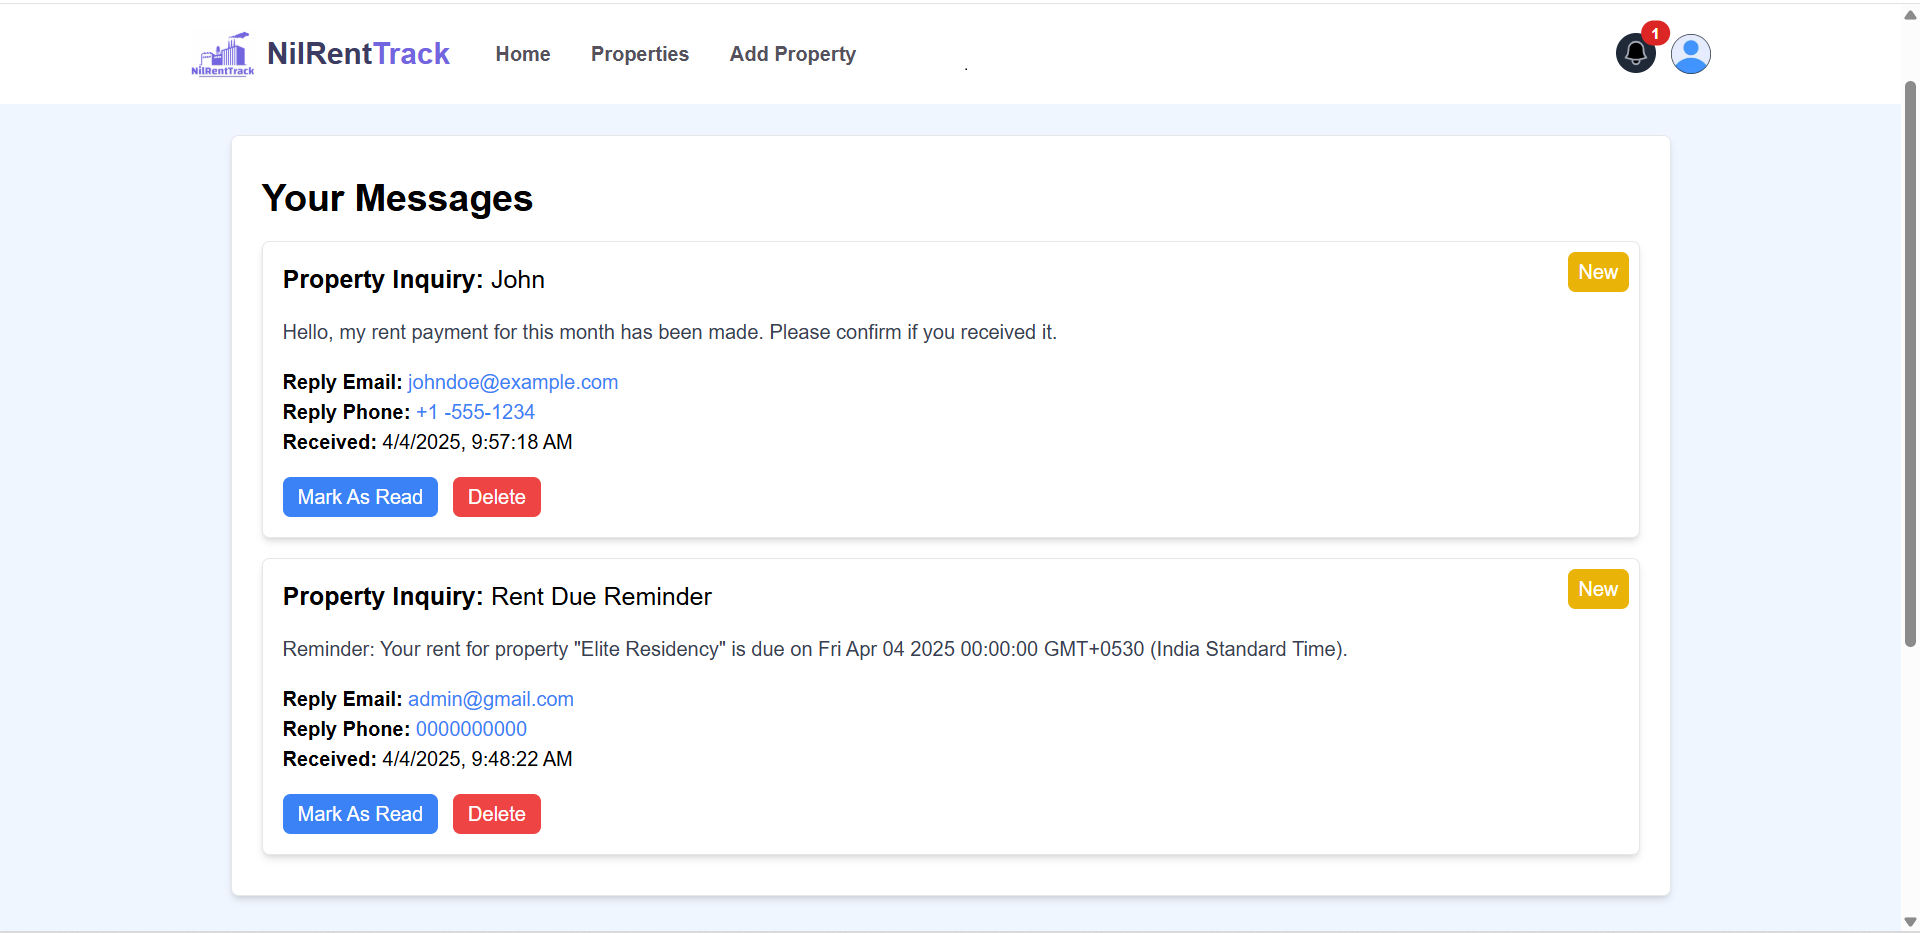 NilRentTrack
NilRentTrack Home Properties Add Property
1
Your Messages
Property Inquiry: John
New
Hello, my rent payment for this month has been made. Please confirm if you received it.
Reply Email: johndoe@example.com
Reply Phone: +1 -555-1234
Received: 4/4/2025, 9:57:18 AM
Mark As Read Delete
Property Inquiry: Rent Due Reminder
New
Reminder: Your rent for property "Elite Residency" is due on Fri Apr 04 2025 00:00:00 GMT+0530 (India Standard Time).
Reply Email: admin@gmail.com
Reply Phone: 0000000000
Received: 4/4/2025, 9:48:22 AM
Mark As Read Delete